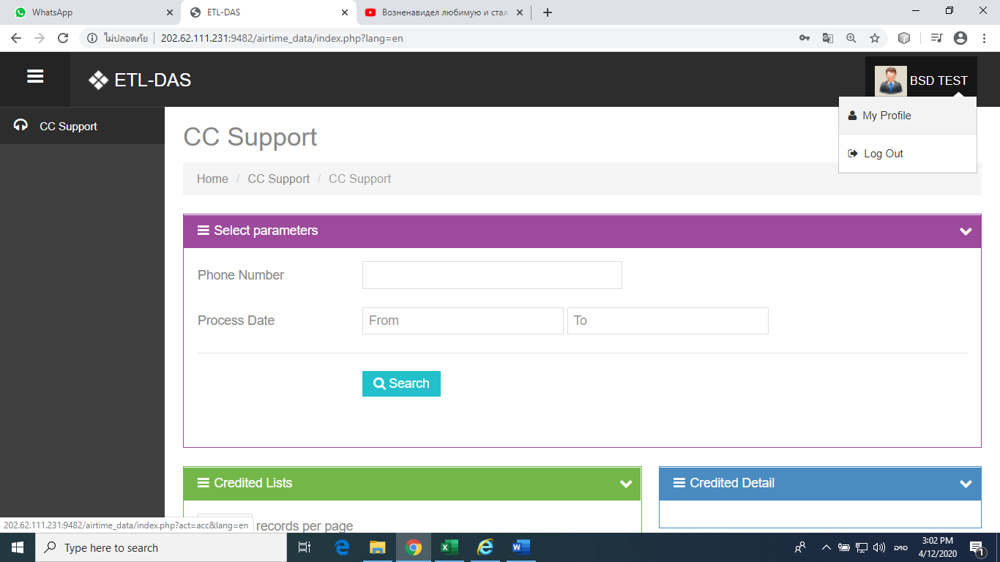 WhatsApp
ETL-DAS
Возненавидел любимую и стал
ไม่ปลอดภัย
202.62.111.231:9482/airtime_data/index.php?lang=en
ETL-DAS
BSD TEST
My Profile
Log Out
CC Support
CC Support
Home / CC Support / CC Support
Select parameters
Phone Number
Process Date
From
To
Search
Credited Lists
Credited Detail
records per page
202.62.111.231:9482/airtime_data/index.php?act=acc&lang=en
Type here to search
ລາວ
3:02 PM
4/12/2020
1